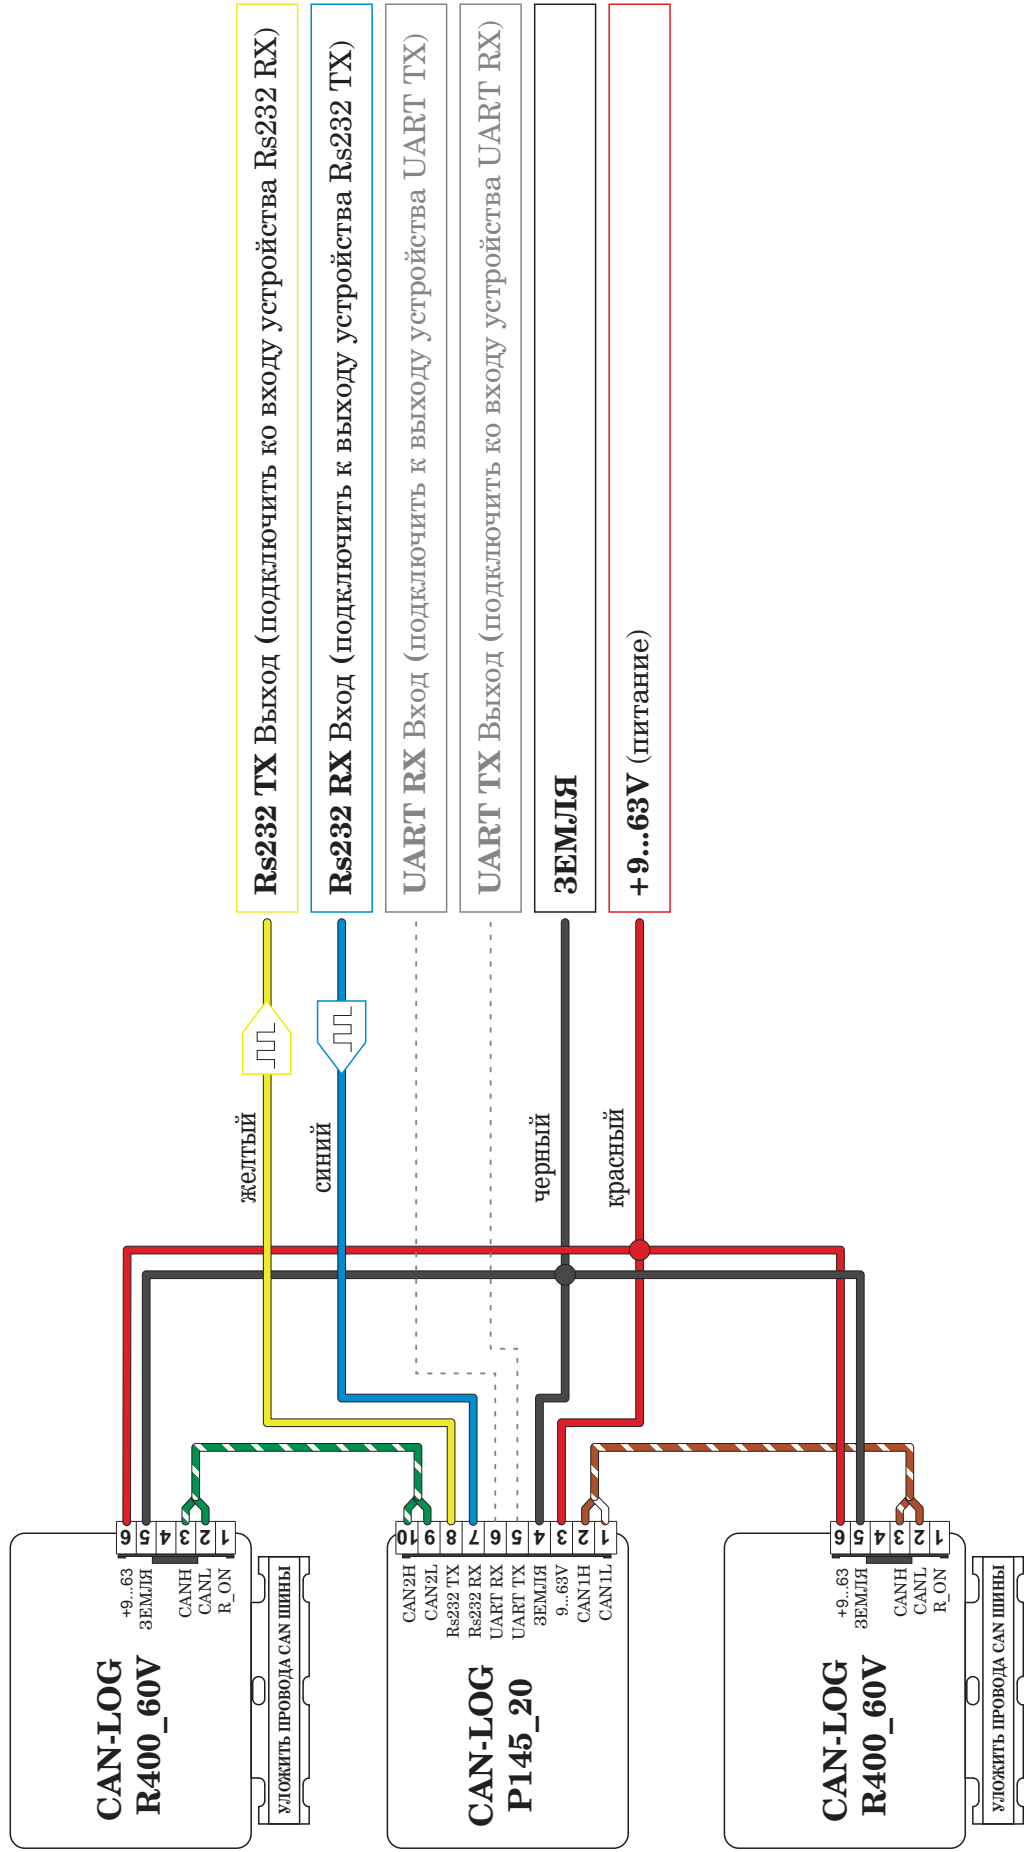 Rs232 TX Выход (подключить ко входу устройства Rs232 RX)
Rs232 RX Вход (подключить к выходу устройства Rs232 TX)
UART RX Вход (подключить к выходу устройства UART TX)
UART TX Выход (подключить ко входу устройства UART RX)
ЗЕМЛЯ
+9...63V (питание)
желтый
синий
черный
красный
6
5
4
3
2
1
+9...63
ЗЕМЛЯ
CANH
CANL
R_ON
CAN-LOG
R400_60V
УЛОЖИТЬ ПРОВОДА CAN ШИНЫ
10
9
8
7
6
5
4
3
2
1
CAN2H
CAN2L
Rs232 TX
Rs232 RX
UART RX
UART TX
ЗЕМЛЯ
9...63V
CAN1H
CAN1L
CAN-LOG
P145_20
6
5
4
3
2
1
+9...63
ЗЕМЛЯ
CANH
CANL
R_ON
CAN-LOG
R400_60V
УЛОЖИТЬ ПРОВОДА CAN ШИНЫ